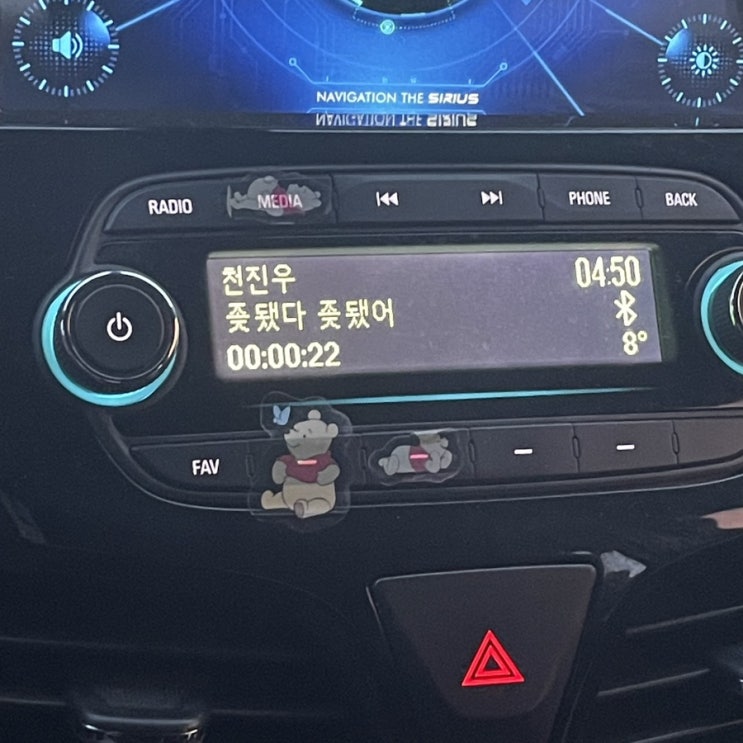 NAVIGATION THE SIRIUS
RADIO
MEDIA
PHONE
BACK
천진우
04:50
좆됐다 좆됐어
00:00:22
8°
FAV